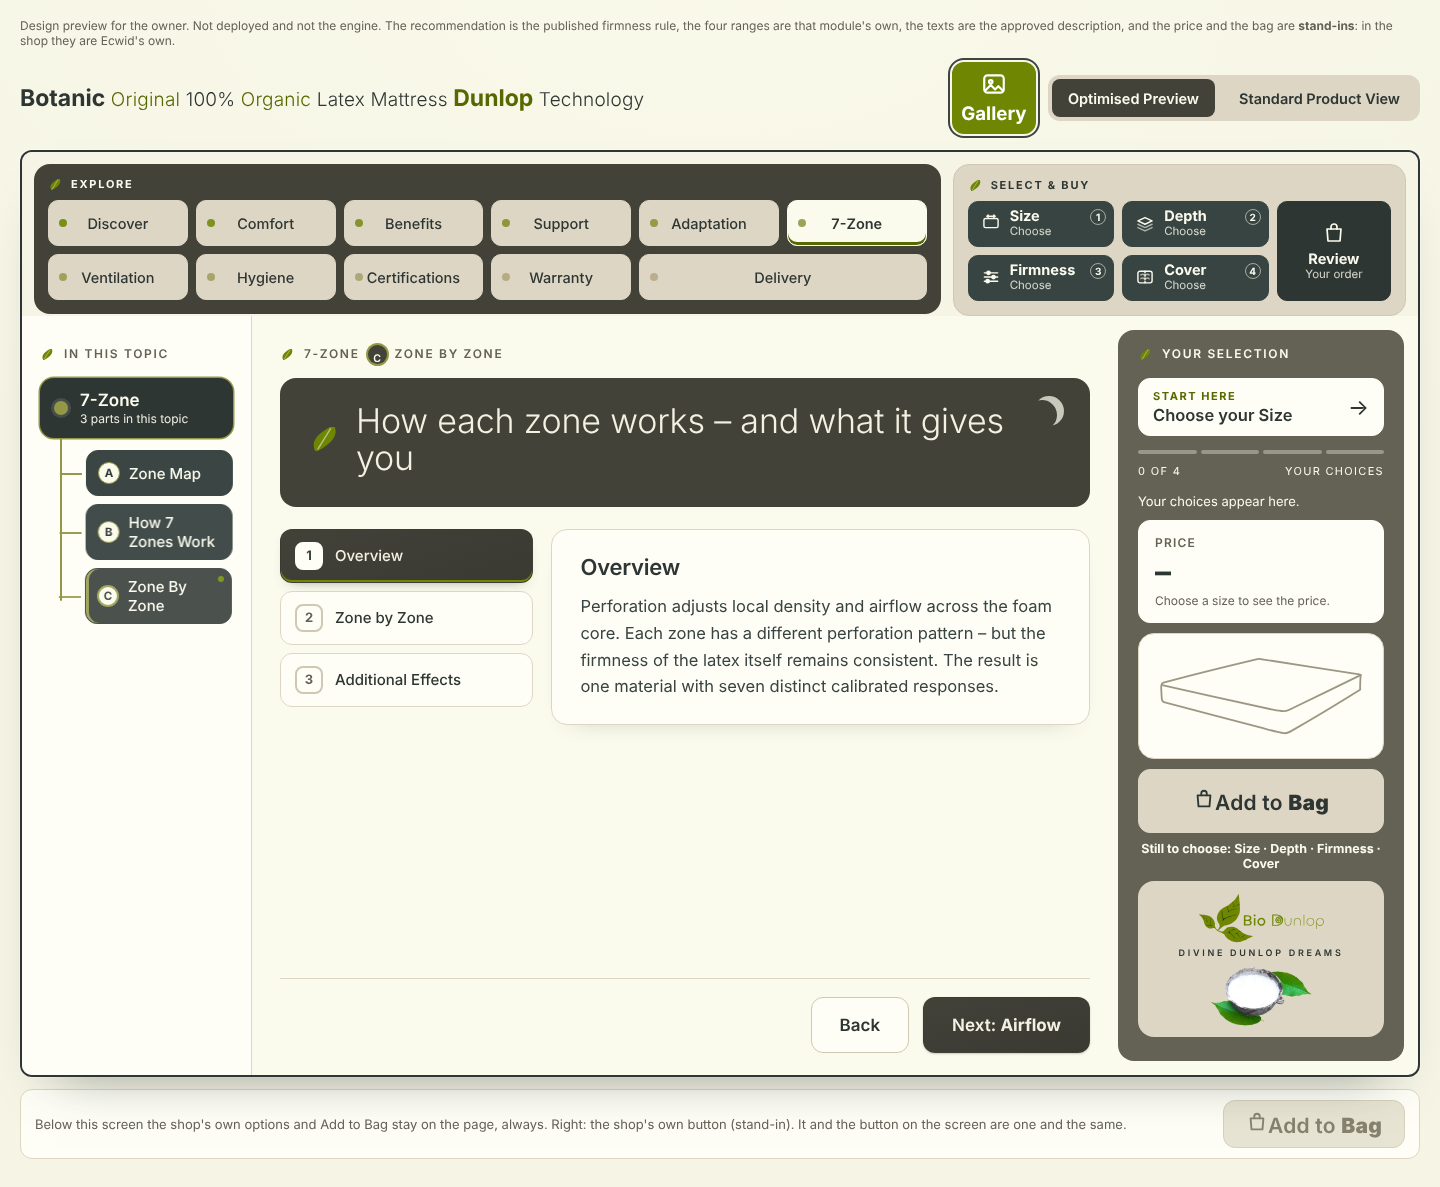 Design preview for the owner. Not deployed and not the engine. The recommendation is the published firmness rule, the four ranges are that module's own, the texts are the approved description, and the price and the bag are stand-ins: in the
shop they are Ecwid's own.
Botanic Original 100% Organic Latex Mattress Dunlop Technology
Gallery
Optimised Preview
Standard Product View
EXPLORE
Discover
Comfort
Benefits
Support
Adaptation
7-Zone
Ventilation
Hygiene
Certifications
Warranty
Delivery
SELECT & BUY
Size
Choose
1
Depth
Choose
2
Firmness
Choose
3
Cover
Choose
4
Review
Your order
IN THIS TOPIC
7-Zone
3 parts in this topic
A Zone Map
B How 7
Zones Work
C Zone By
Zone
7-ZONE C ZONE BY ZONE
How each zone works – and what it gives
you
1 Overview
2 Zone by Zone
3 Additional Effects
Overview
Perforation adjusts local density and airflow across the foam
core. Each zone has a different perforation pattern – but the
firmness of the latex itself remains consistent. The result is
one material with seven distinct calibrated responses.
Back
Next: Airflow
YOUR SELECTION
START HERE
Choose your Size
0 OF 4
YOUR CHOICES
Your choices appear here.
PRICE
–
Choose a size to see the price.
Add to Bag
Still to choose: Size · Depth · Firmness ·
Cover
Bio Dunlop
DIVINE DUNLOP DREAMS
Below this screen the shop's own options and Add to Bag stay on the page, always. Right: the shop's own button (stand-in). It and the button on the screen are one and the same.
Add to Bag